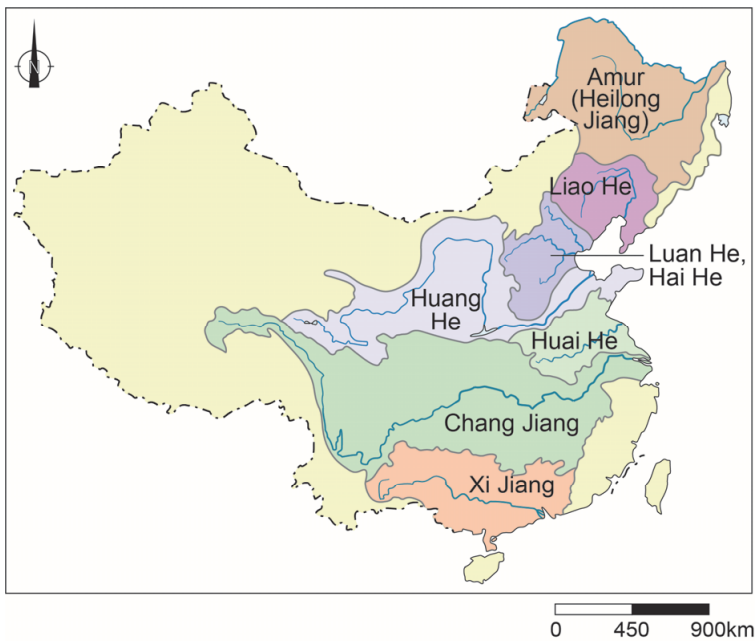 N
Amur
(Heilong
Jiang)
Liao He
Luan He,
Hai He
Huang
He
Huai He
Chang Jiang
Xi Jiang
0 450 900km